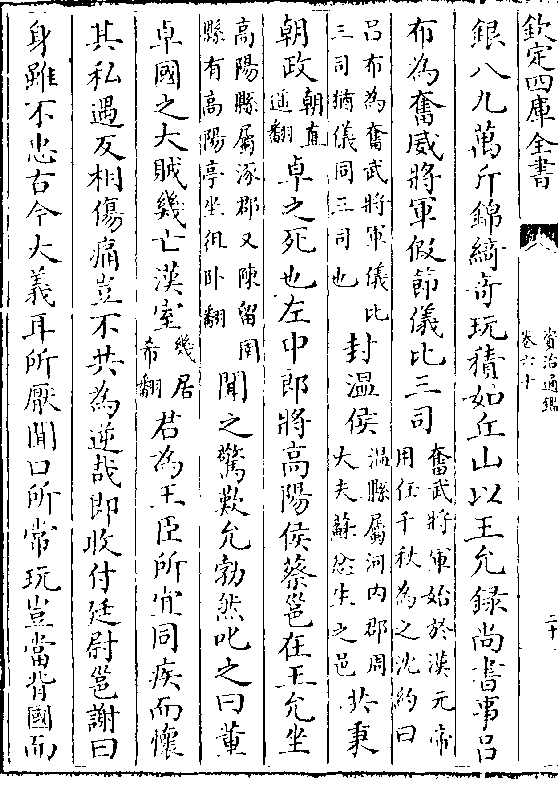 欽定四庫全書
資治通鑑
卷六十
二十
銀八九萬斤錦綺奇玩積如丘山以王允録尚書事吕
布為奮威將軍假節儀比三司奮武將軍始於漢元帝用任千秋為之沈約曰
吕布為奮武將軍儀比三司猶儀同三司也封溫侯溫縣屬河内郡周大夫蘇忿生之邑共秉
朝政朝直遥翻卓之死也左中郎將高陽侯蔡邕在王允坐
高陽縣屬涿郡又陳留圉縣有高陽亭坐徂卧翻聞之驚歎允勃然叱之曰董
卓國之大賊幾亡漢室幾居希翻君為王臣所宜同疾而懷
其私遇反相傷痛豈不共為逆哉即收付廷尉邕謝曰
身雖不忠古今大義耳所厭聞口所常玩豈當背國而